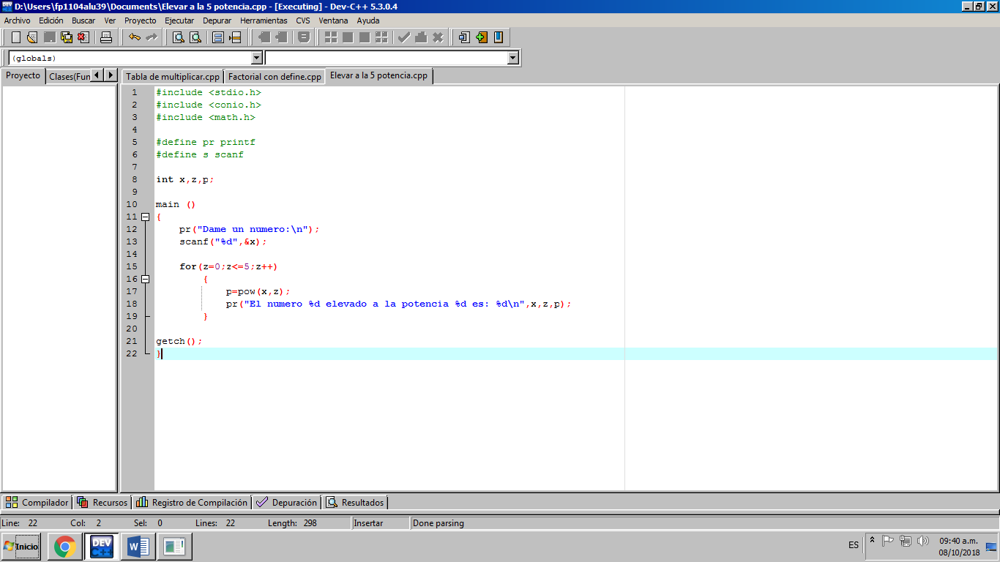 D:\Users\fp1104alu39\Documents\Elevar a la 5 potencia.cpp - [Executing] - Dev-C++ 5.3.0.4
Archivo Edición Buscar Ver Proyecto Ejecutar Depurar Herramientas CVS Ventana Ayuda
(globals)
Proyecto Clases(Fun Tabla de multiplicar.cpp Factorial con define.cpp Elevar a la 5 potencia.cpp
1 #include <stdio.h>
2 #include <conio.h>
3 #include <math.h>
4
5 #define pr printf
6 #define s scanf
7
8 int x,z,p;
9
10 main ()
11 {
12 pr("Dame un numero:\n");
13 scanf("%d",&x);
14
15 for(z=0;z<=5;z++)
16 {
17 p=pow(x,z);
18 pr("El numero %d elevado a la potencia %d es: %d\n",x,z,p);
19 }
20
21 getch();
22 }
Compilador Recursos Registro de Compilación Depuración Resultados
Line: 22 Col: 2 Sel: 0 Lines: 22 Length: 298 Insertar Done parsing
Inicio DEV C++ W ES 09:40 a.m.
08/10/2018